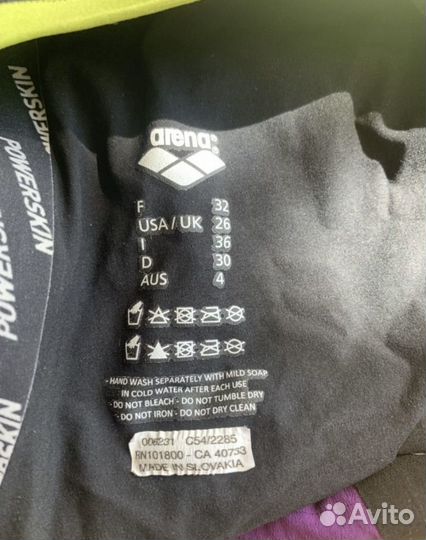 arena
F 32
USA/UK 26
I 36
D 30
AUS 4
- HAND WASH SEPARATELY WITH MILD SOAP
IN COLD WATER AFTER EACH USE
- DO NOT BLEACH - DO NOT TUMBLE DRY
- DO NOT IRON - DO NOT DRY CLEAN
C54/2285
RN101800 - CA 40733
MADE IN SLOVAKIA
POWERSKIN
POWERSKIN
Avito